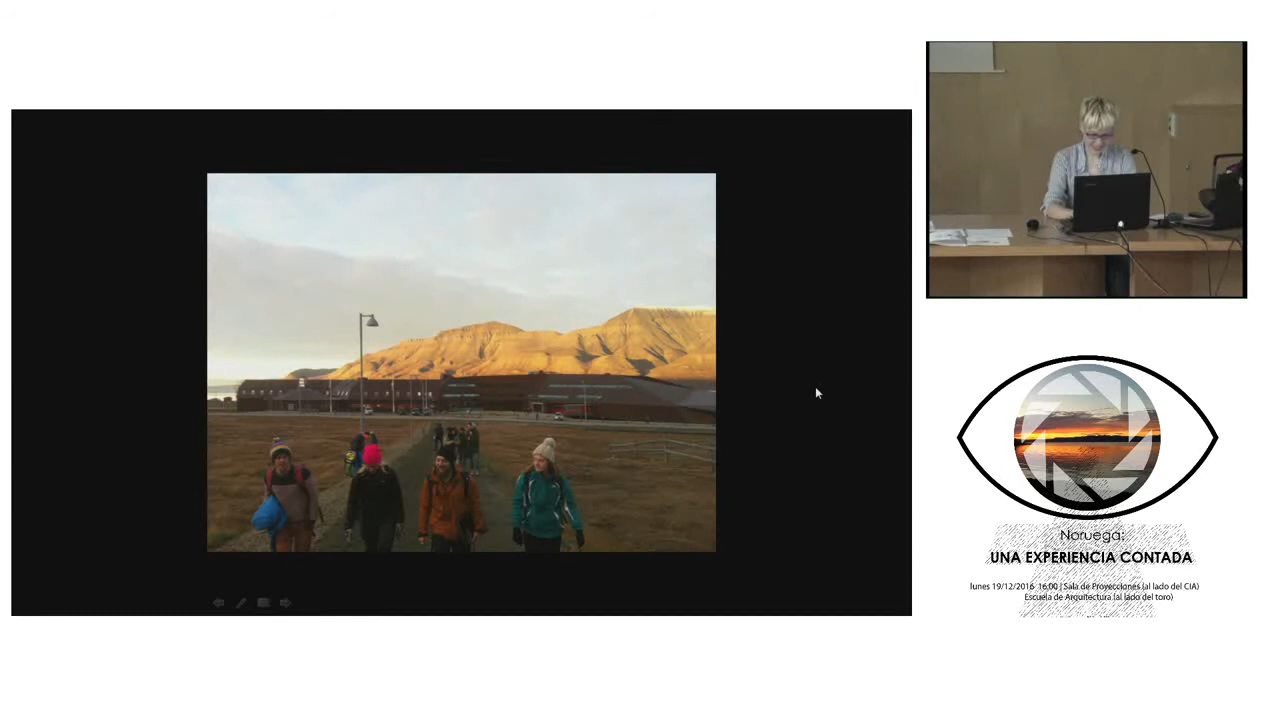 Noruega:
UNA EXPERIENCIA CONTADA
lunes 19/12/2016 16:00 | Sala de Proyecciones (al lado del CIA)
Escuela de Arquitectura (al lado del toro)